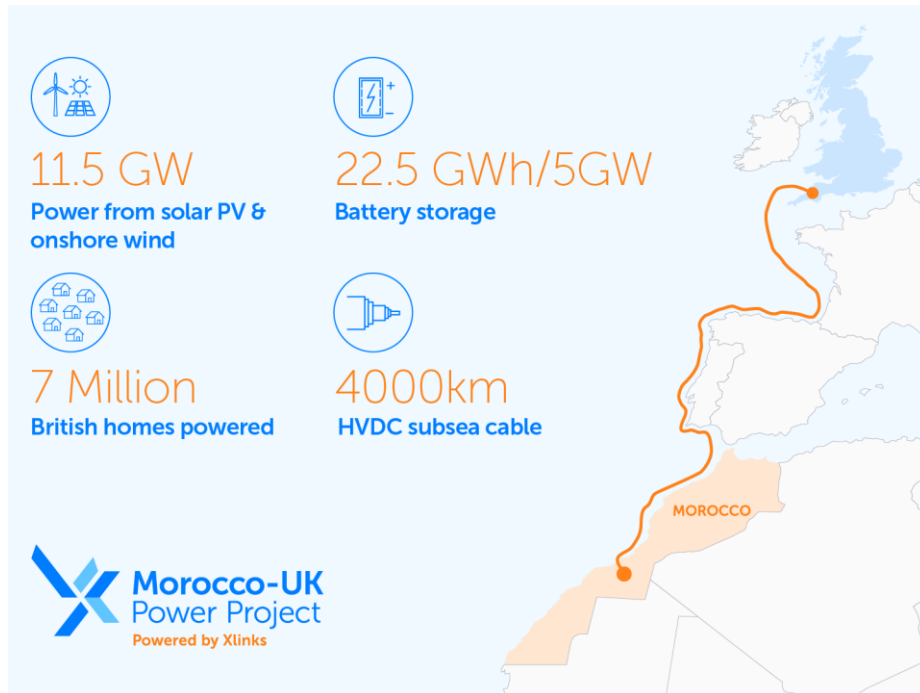 11.5 GW
Power from solar PV &
onshore wind
22.5 GWh/5GW
Battery storage
7 Million
British homes powered
4000km
HVDC subsea cable
MOROCCO
Morocco-UK
Power Project
Powered by Xlinks